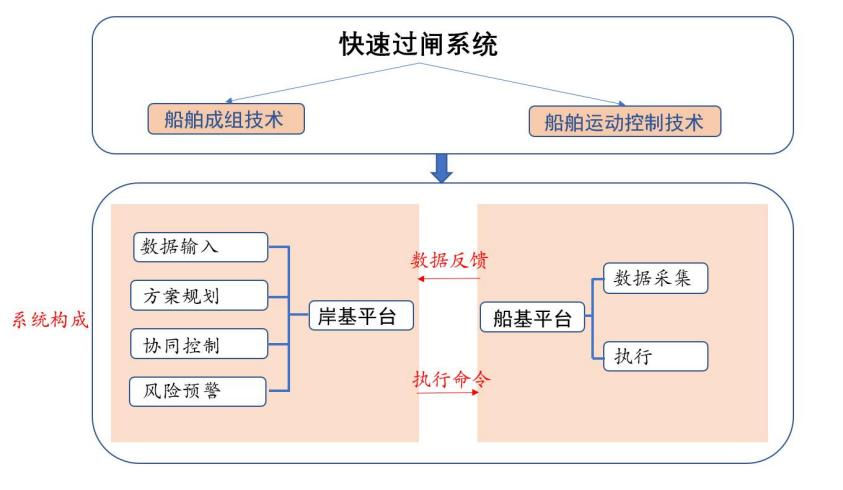 快速过闸系统
船舶成组技术
船舶运动控制技术
系统构成
数据输入
方案规划
协同控制
风险预警
岸基平台
数据反馈
执行命令
船基平台
数据采集
执行